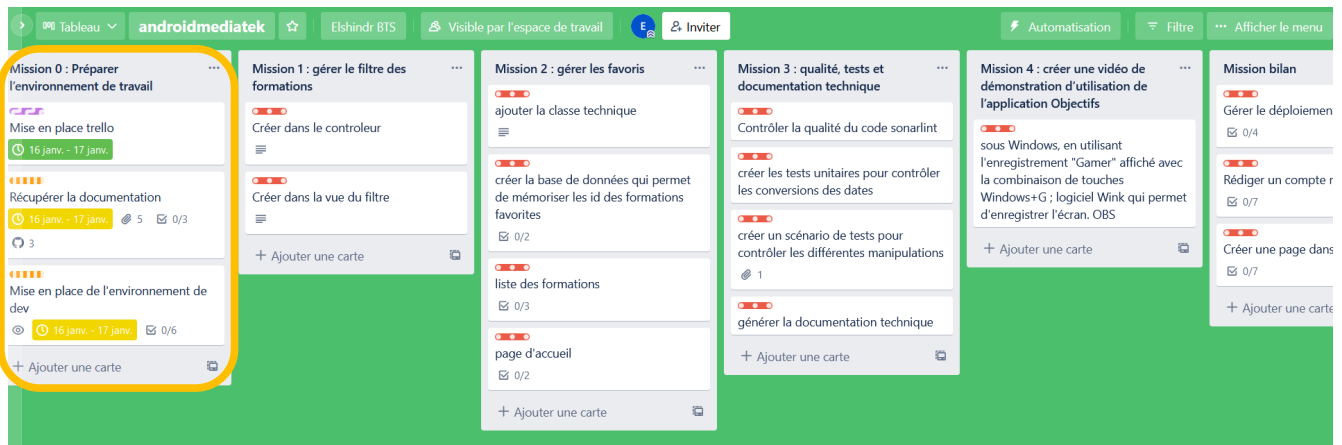 Tableau
androidmediatek
Elshindr BTS
Visible par l'espace de travail
E
Inviter
Automatisation
Filtre
Afficher le menu
Mission 0 : Préparer
l'environnement de travail
Mise en place trello
16 janv. - 17 janv.
Récupérer la documentation
16 janv. - 17 janv. 5 0/3
3
Mise en place de l'environnement de
dev
16 janv. - 17 janv. 0/6
+ Ajouter une carte
Mission 1 : gérer le filtre des
formations
Créer dans le controleur
Créer dans la vue du filtre
+ Ajouter une carte
Mission 2 : gérer les favoris
ajouter la classe technique
créer la base de données qui permet
de mémoriser les id des formations
favorites
0/2
liste des formations
0/3
page d'accueil
0/2
+ Ajouter une carte
Mission 3 : qualité, tests et
documentation technique
Contrôler la qualité du code sonarlint
créer les tests unitaires pour contrôler
les conversions des dates
créer un scénario de tests pour
contrôler les différentes manipulations
1
générer la documentation technique
+ Ajouter une carte
Mission 4 : créer une vidéo de
démonstration d'utilisation de
l'application Objectifs
sous Windows, en utilisant
l'enregistrement "Gamer" affiché avec
la combinaison de touches
Windows+G ; logiciel Wink qui permet
d'enregistrer l'écran. OBS
+ Ajouter une carte
Mission bilan
Gérer le déploiemen
0/4
Rédiger un compte r
0/7
Créer une page dans
0/7
+ Ajouter une carte